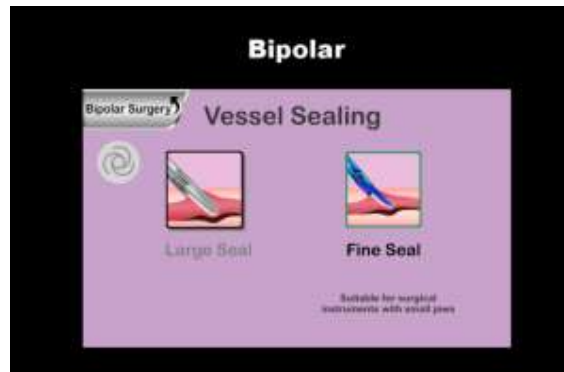 Bipolar
Bipolar Surgery
Vessel Sealing
Large Seal
Fine Seal
Suitable for surgical
instruments with small jaws